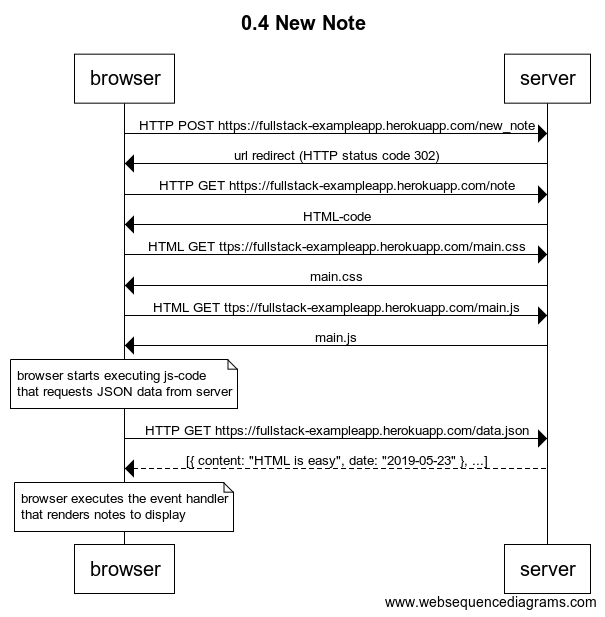 0.4 New Note
browser
server
HTTP POST https://fullstack-exampleapp.herokuapp.com/new_note
url redirect (HTTP status code 302)
HTTP GET https://fullstack-exampleapp.herokuapp.com/note
HTML-code
HTML GET ttps://fullstack-exampleapp.herokuapp.com/main.css
main.css
HTML GET ttps://fullstack-exampleapp.herokuapp.com/main.js
main.js
browser starts executing js-code
that requests JSON data from server
HTTP GET https://fullstack-exampleapp.herokuapp.com/data.json
[{ content: "HTML is easy", date: "2019-05-23" }, ...]
browser executes the event handler
that renders notes to display
browser
server
www.websequencediagrams.com